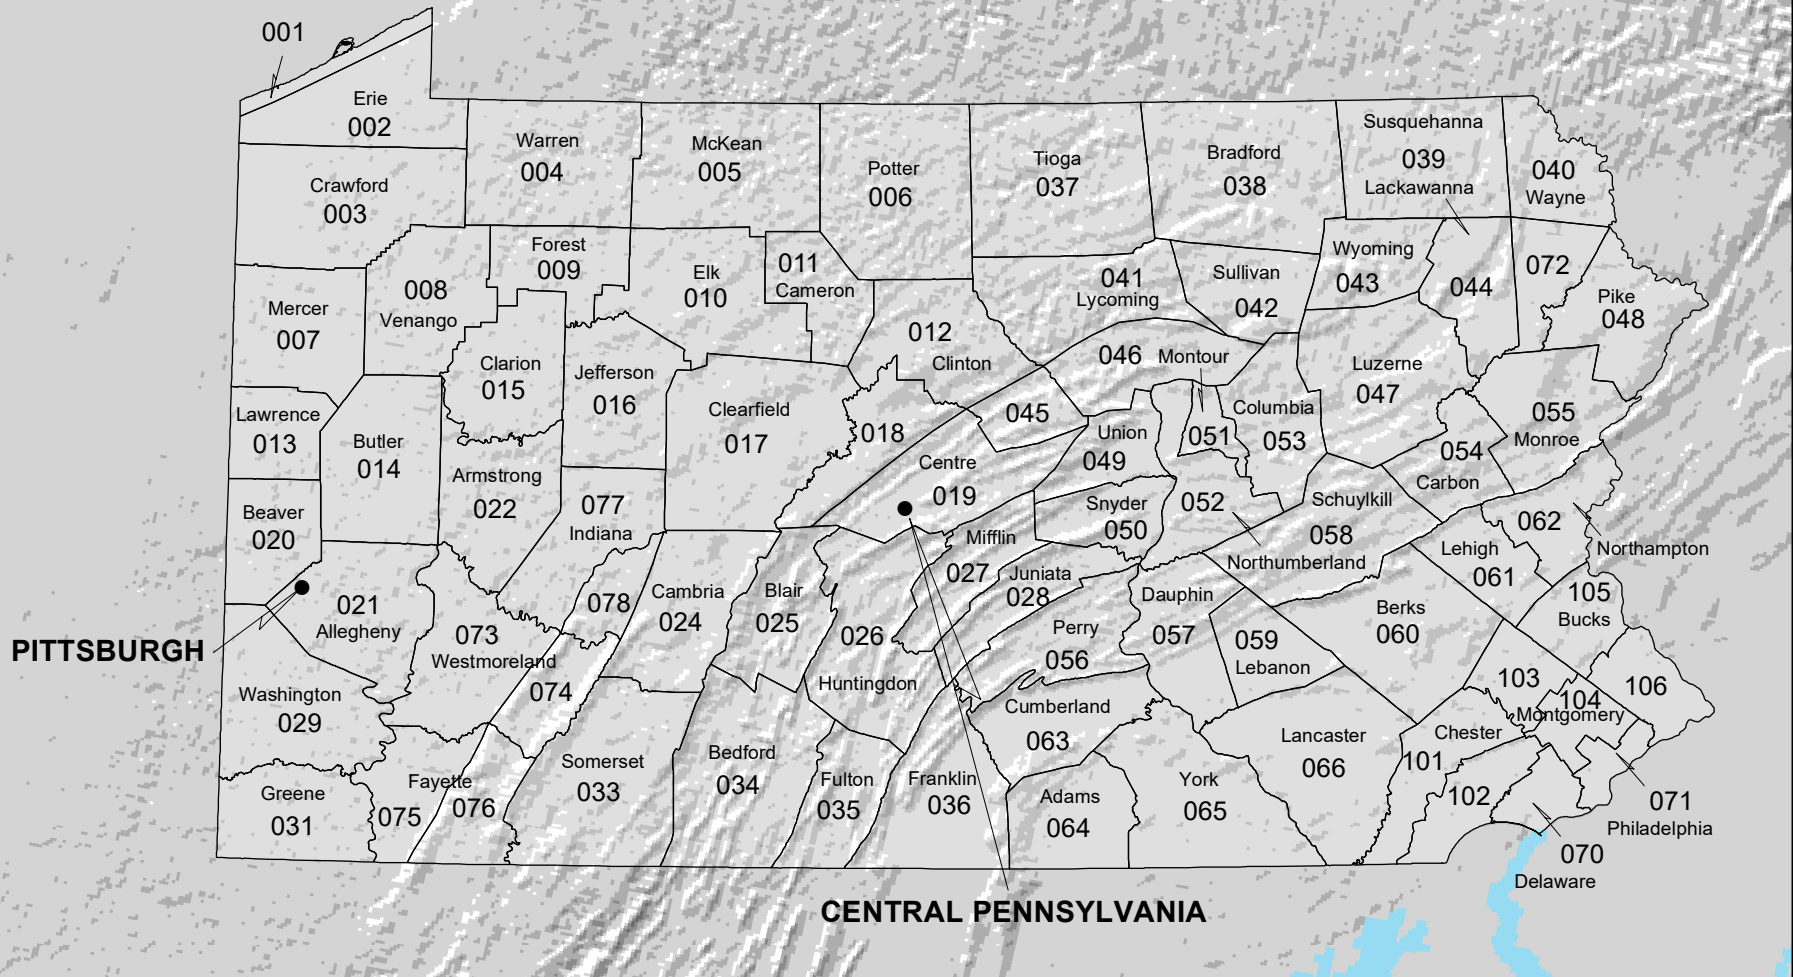 001
Erie
002
Warren
004
McKean
005
Potter
006
Tioga
037
Bradford
038
Susquehanna
039
Lackawanna
040
Wayne
Crawford
003
Forest
009
Elk
010
011
Cameron
041
Lycoming
Sullivan
042
Wyoming
043
044
072
Pike
048
Mercer
007
008
Venango
012
Clinton
046
Montour
Luzerne
047
Clarion
015
Jefferson
016
Clearfield
017
018
045
Union
049
051
Columbia
053
055
Monroe
054
Carbon
Lawrence
013
Butler
014
Armstrong
022
Centre
019
Snyder
050
052
Northumberland
Schuylkill
058
062
Northampton
Beaver
020
077
Indiana
Mifflin
027
Juniata
028
Lehigh
061
105
Bucks
021
Allegheny
PITTSBURGH
073
Westmoreland
078
Cambria
024
Blair
025
026
Huntingdon
Perry
056
Dauphin
057
059
Lebanon
Berks
060
103
104
Montgomery
106
Washington
029
074
Cumberland
063
Lancaster
066
Chester
101
102
Greene
031
Fayette
075
076
Somerset
033
Bedford
034
Fulton
035
Franklin
036
Adams
064
York
065
071
Philadelphia
070
Delaware
CENTRAL PENNSYLVANIA